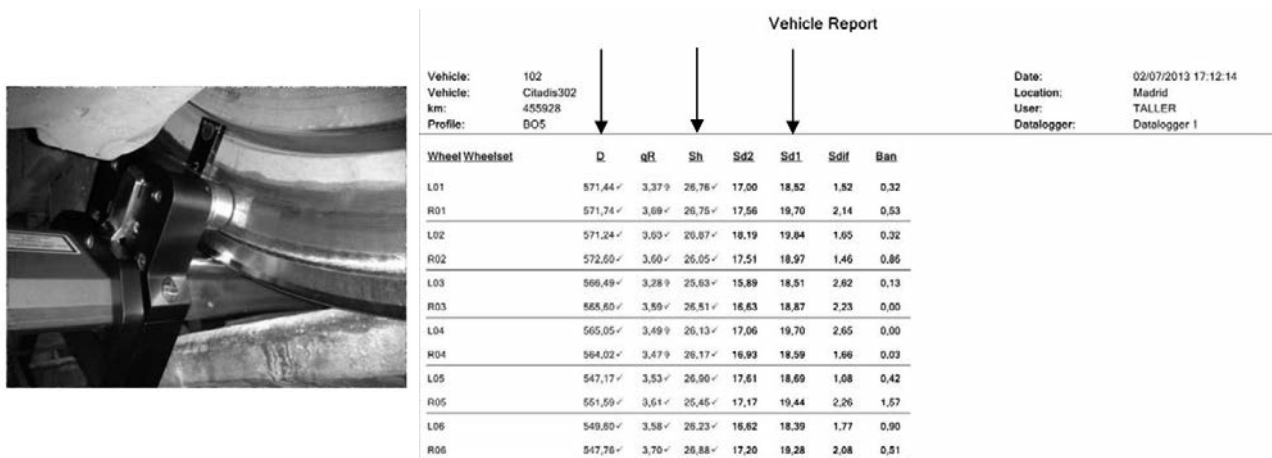 Vehicle Report
Vehicle: 102 Date: 02/07/2013 17:12:14
Vehicle: Citadis302 Location: Madrid
km: 455928 User: TALLER
Profile: BO5 Datalogger: Datalogger 1
Wheel Wheelset D qR Sh Sd2 Sd1 Sdif Ban
L01 571,44✓ 3,37? 26,76✓ 17,00 18,52 1,52 0,32
R01 571,74✓ 3,69✓ 26,75✓ 17,56 19,70 2,14 0,53
L02 571,24✓ 3,63✓ 26,87✓ 18,19 19,84 1,65 0,32
R02 572,60✓ 3,60✓ 26,05✓ 17,51 18,97 1,46 0,86
L03 566,49✓ 3,28? 25,63✓ 15,89 18,51 2,62 0,13
R03 565,60✓ 3,59✓ 26,51✓ 16,63 18,87 2,23 0,00
L04 565,05✓ 3,49? 26,13✓ 17,06 19,70 2,65 0,00
R04 564,02✓ 3,47? 26,17✓ 16,93 18,59 1,66 0,03
L05 547,17✓ 3,53✓ 26,90✓ 17,61 18,69 1,08 0,42
R05 551,59✓ 3,61✓ 25,45✓ 17,17 19,44 2,26 1,57
L06 549,60✓ 3,58✓ 26,23✓ 16,62 18,39 1,77 0,90
R06 547,76✓ 3,70✓ 26,88✓ 17,20 19,28 2,08 0,51